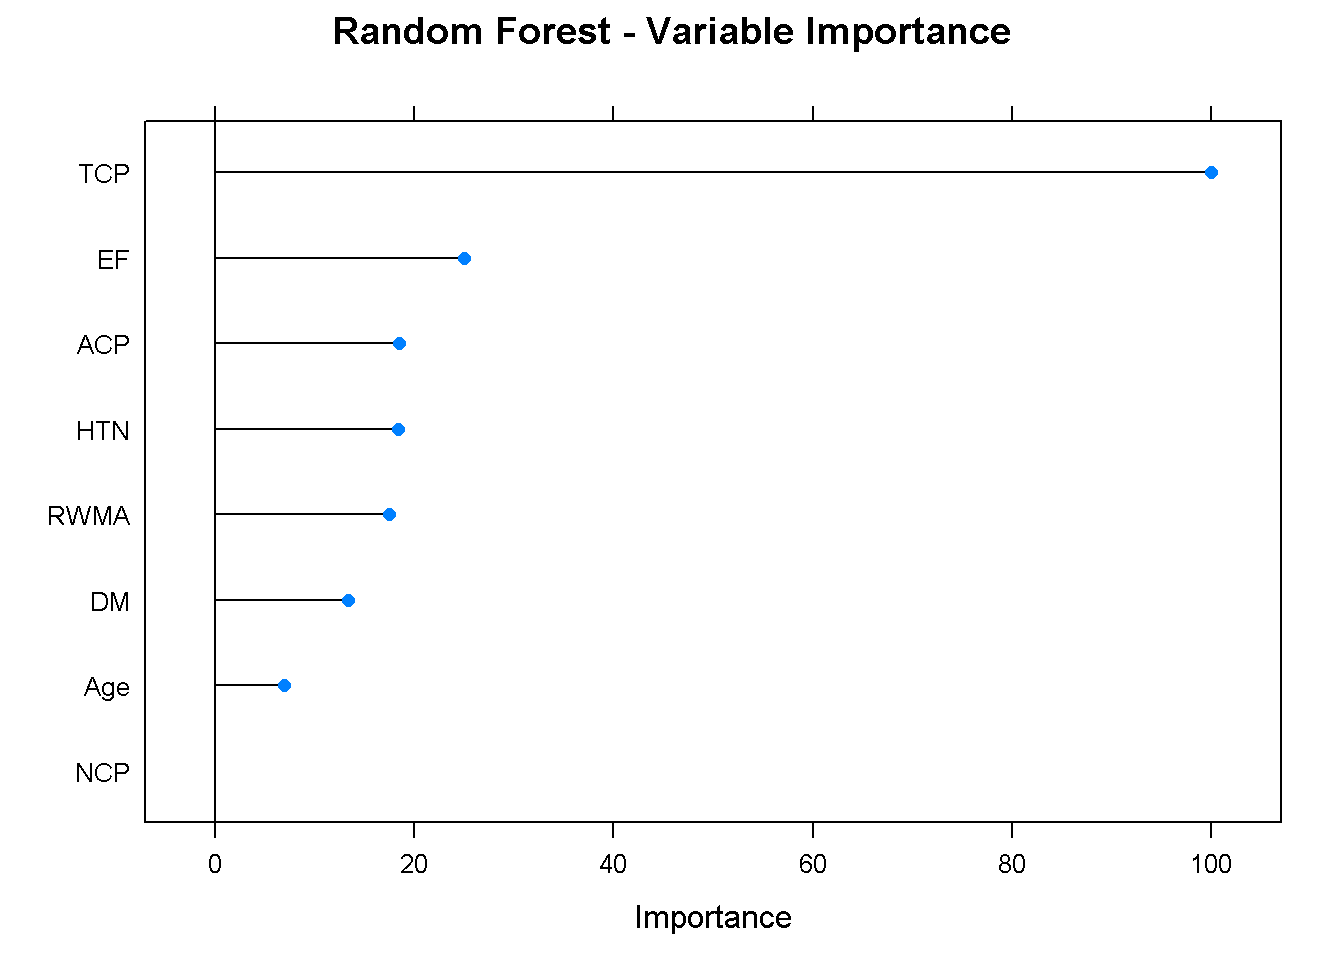 Random Forest - Variable Importance
TCP
EF
ACP
HTN
RWMA
DM
Age
NCP
0 20 40 60 80 100
Importance